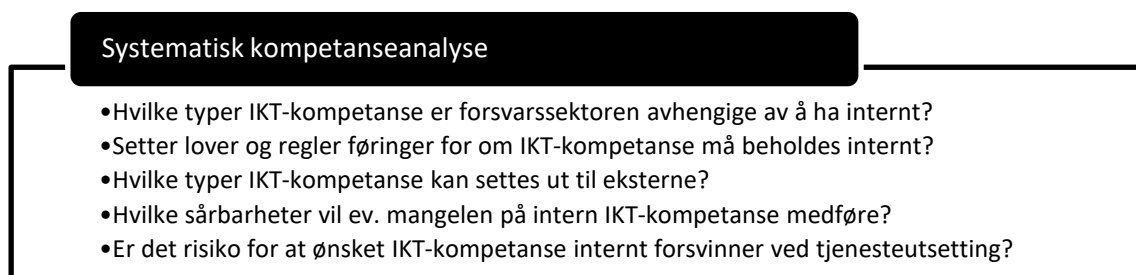 Systematisk kompetanseanalyse
•Hvilke typer IKT-kompetanse er forsvarssektoren avhengige av å ha internt?
•Setter lover og regler føringer for om IKT-kompetanse må beholdes internt?
•Hvilke typer IKT-kompetanse kan settes ut til eksterne?
•Hvilke sårbarheter vil ev. mangelen på intern IKT-kompetanse medføre?
•Er det risiko for at ønsket IKT-kompetanse internt forsvinner ved tjenesteutsetting?